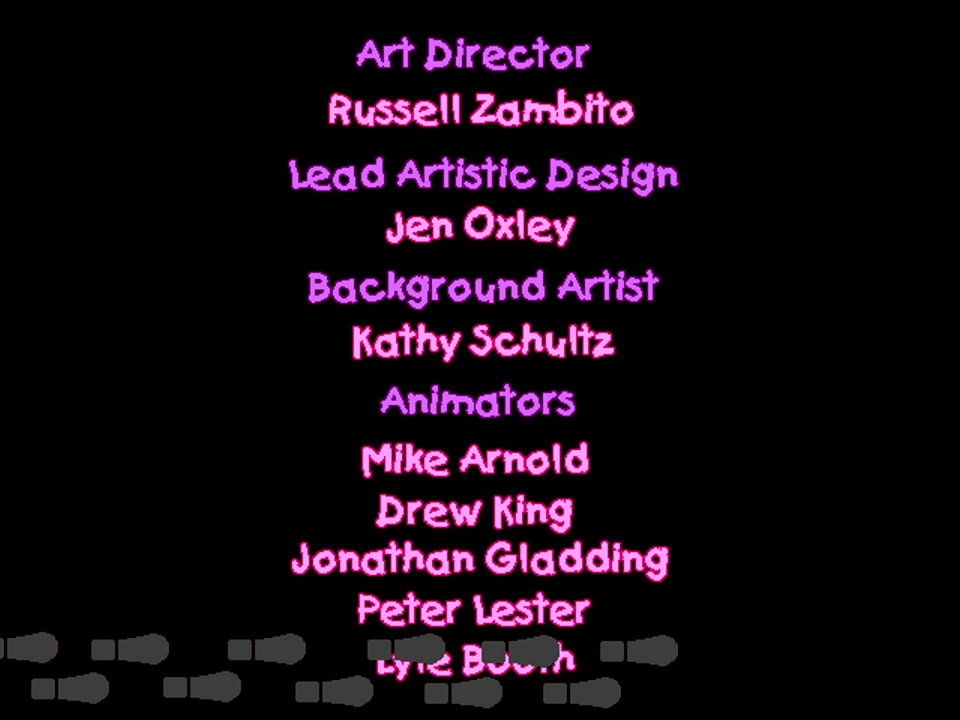 Art Director
Russell Zambito
Lead Artistic Design
Jen Oxley
Background Artist
Kathy Schultz
Animators
Mike Arnold
Drew King
Jonathan Gladding
Peter Lester
Lyle Booth